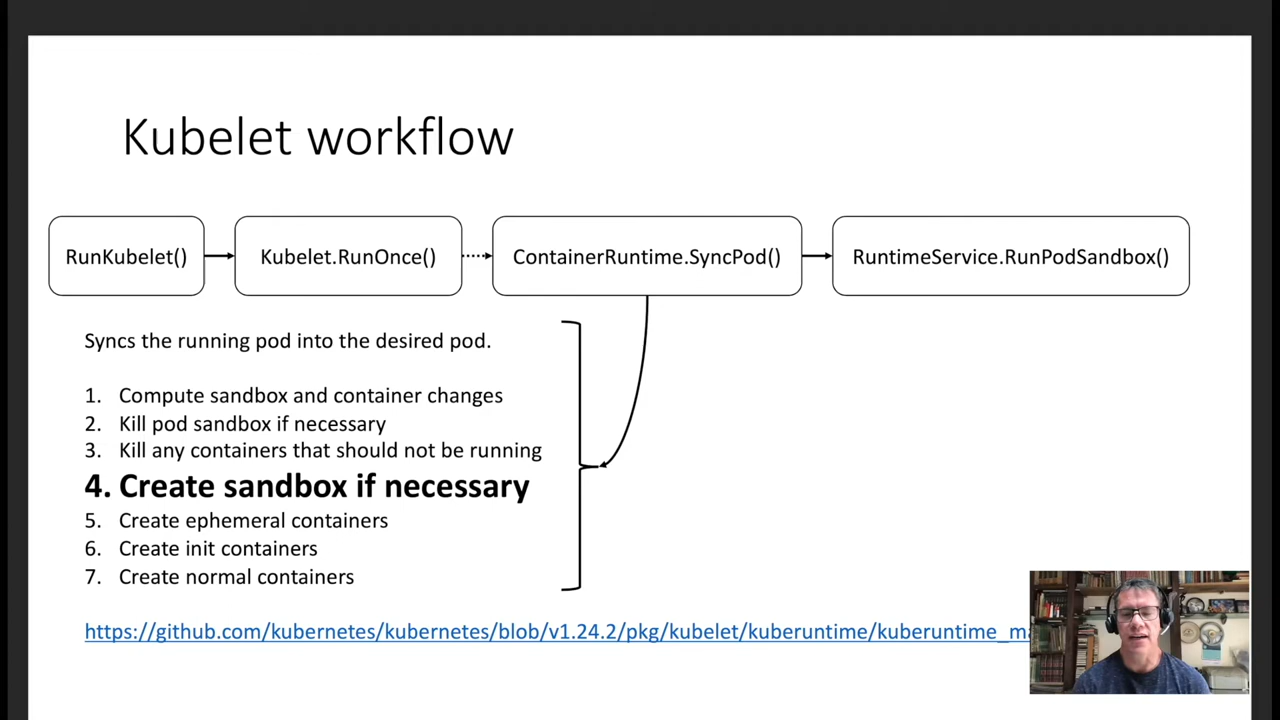 Kubelet workflow
RunKubelet()
Kubelet.RunOnce()
ContainerRuntime.SyncPod()
RuntimeService.RunPodSandbox()
Syncs the running pod into the desired pod.
1. Compute sandbox and container changes
2. Kill pod sandbox if necessary
3. Kill any containers that should not be running
4. Create sandbox if necessary
5. Create ephemeral containers
6. Create init containers
7. Create normal containers
https://github.com/kubernetes/kubernetes/blob/v1.24.2/pkg/kubelet/kuberuntime/kuberuntime_m